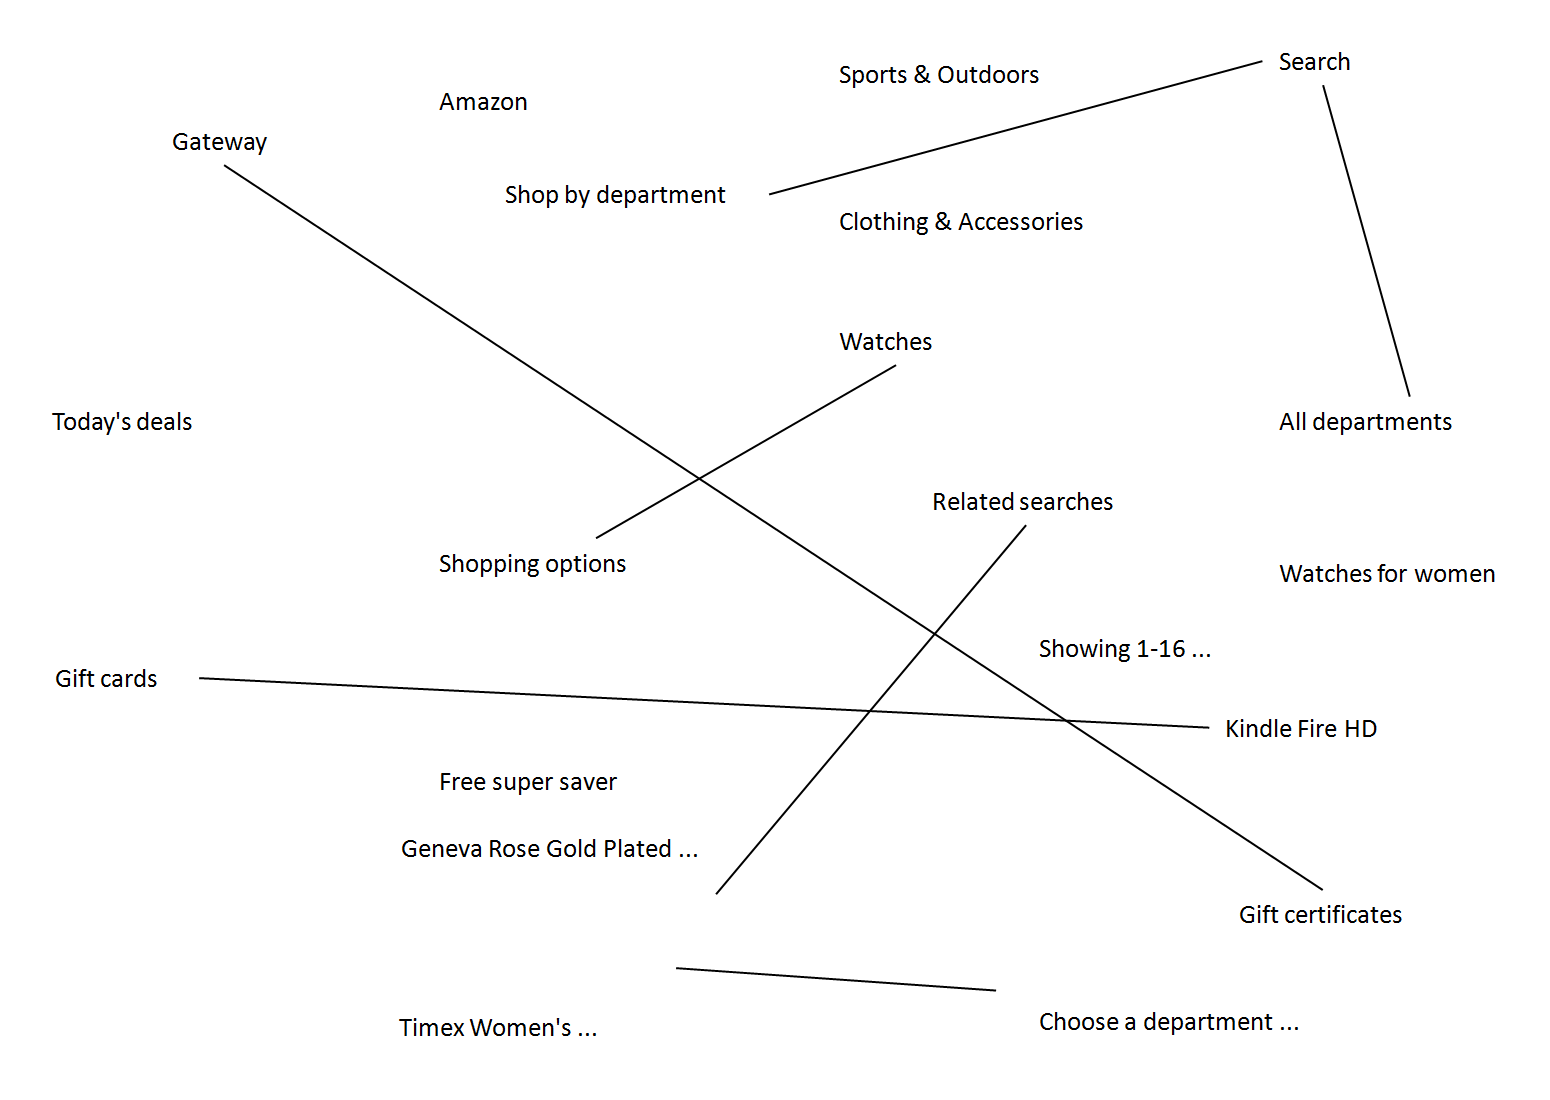 Search
Sports & Outdoors
Amazon
Gateway
Shop by department
Clothing & Accessories
Watches
Today's deals
All departments
Related searches
Shopping options
Watches for women
Showing 1-16 ...
Gift cards
Kindle Fire HD
Free super saver
Geneva Rose Gold Plated ...
Gift certificates
Choose a department ...
Timex Women's ...